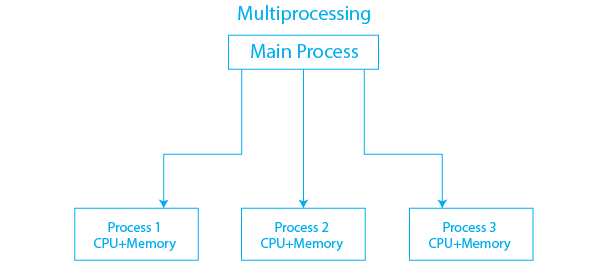 Multiprocessing
Main Process
Process 1
CPU+Memory
Process 2
CPU+Memory
Process 3
CPU+Memory